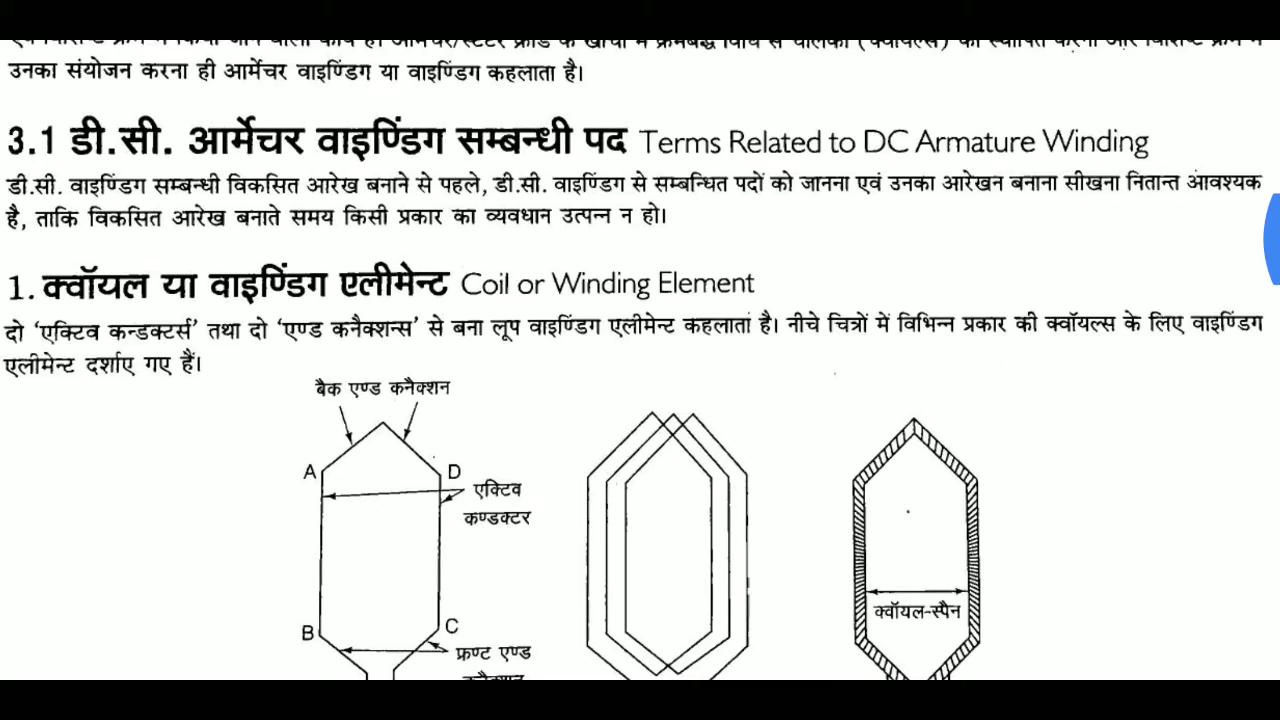 उनका संयोजन करना ही आर्मेचर वाइण्डिंग या वाइण्डिंग कहलाता है।
3.1 डी.सी. आर्मेचर वाइण्डिंग सम्बन्धी पद Terms Related to DC Armature Winding
डी.सी. वाइण्डिंग सम्बन्धी विकसित आरेख बनाने से पहले, डी.सी. वाइण्डिंग से सम्बन्धित पदों को जानना एवं उनका आरेखन बनाना सीखना नितान्त आवश्यक
है, ताकि विकसित आरेख बनाते समय किसी प्रकार का व्यवधान उत्पन्न न हो।
1. क्वॉयल या वाइण्डिंग एलीमेन्ट Coil or Winding Element
दो ‘एक्टिव कन्डक्टर्स’ तथा दो ‘एण्ड कनैक्शन्स’ से बना लूप वाइण्डिंग एलीमेन्ट कहलाता है। नीचे चित्रों में विभिन्न प्रकार की क्वॉयल्स के लिए वाइण्डिंग
एलीमेन्ट दर्शाए गए हैं।
बैक एण्ड कनैक्शन
A
D
एक्टिव
कण्डक्टर
क्वॉयल-स्पैन
B
C
फ्रण्ट एण्ड